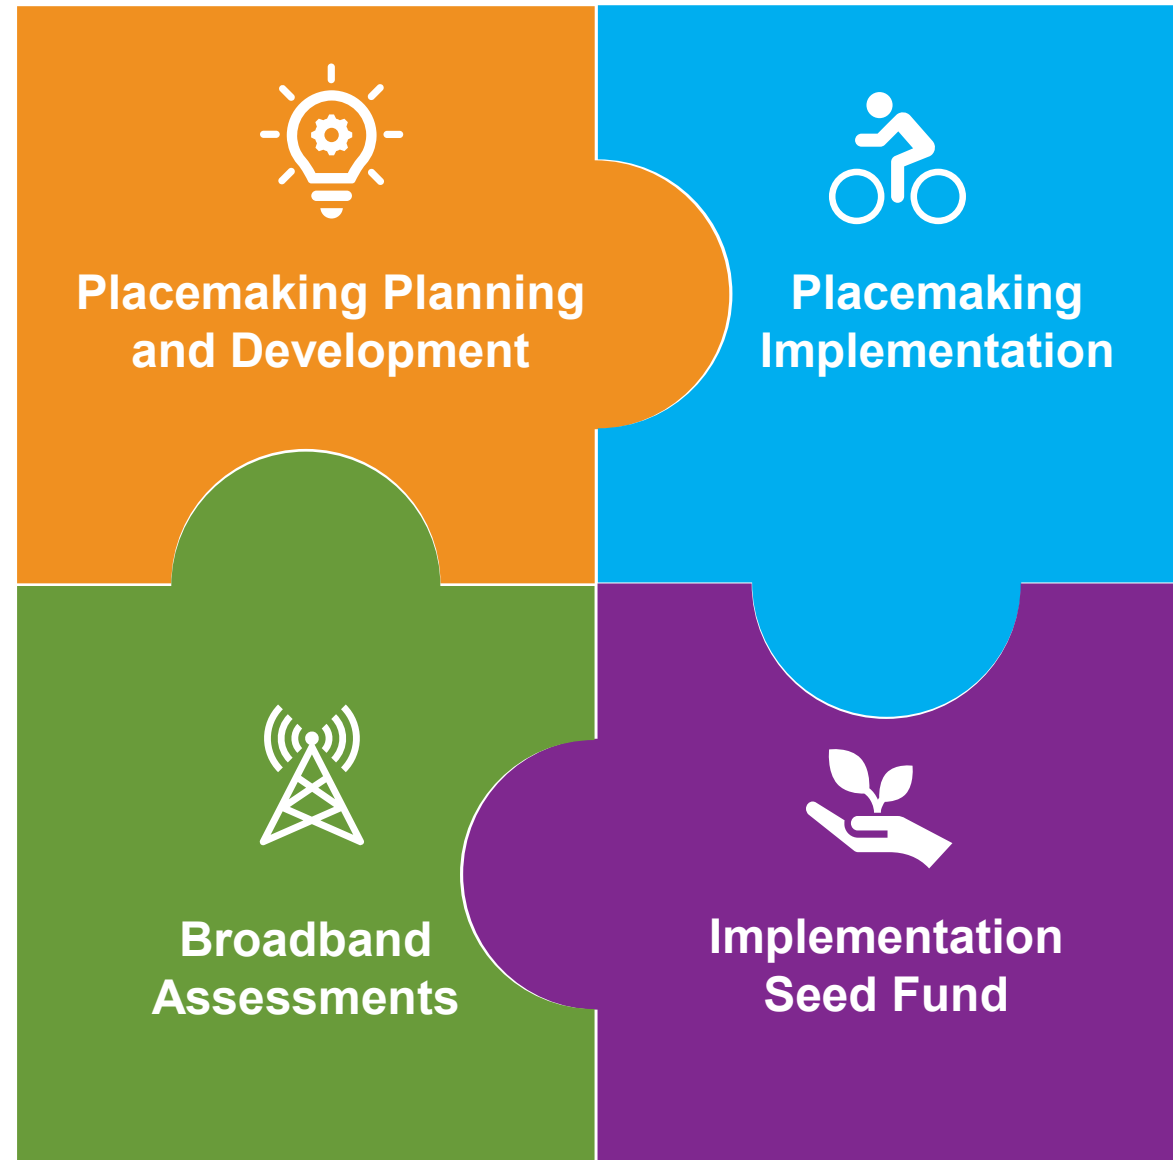 Placemaking Planning
and Development
Placemaking
Implementation
Broadband
Assessments
Implementation
Seed Fund